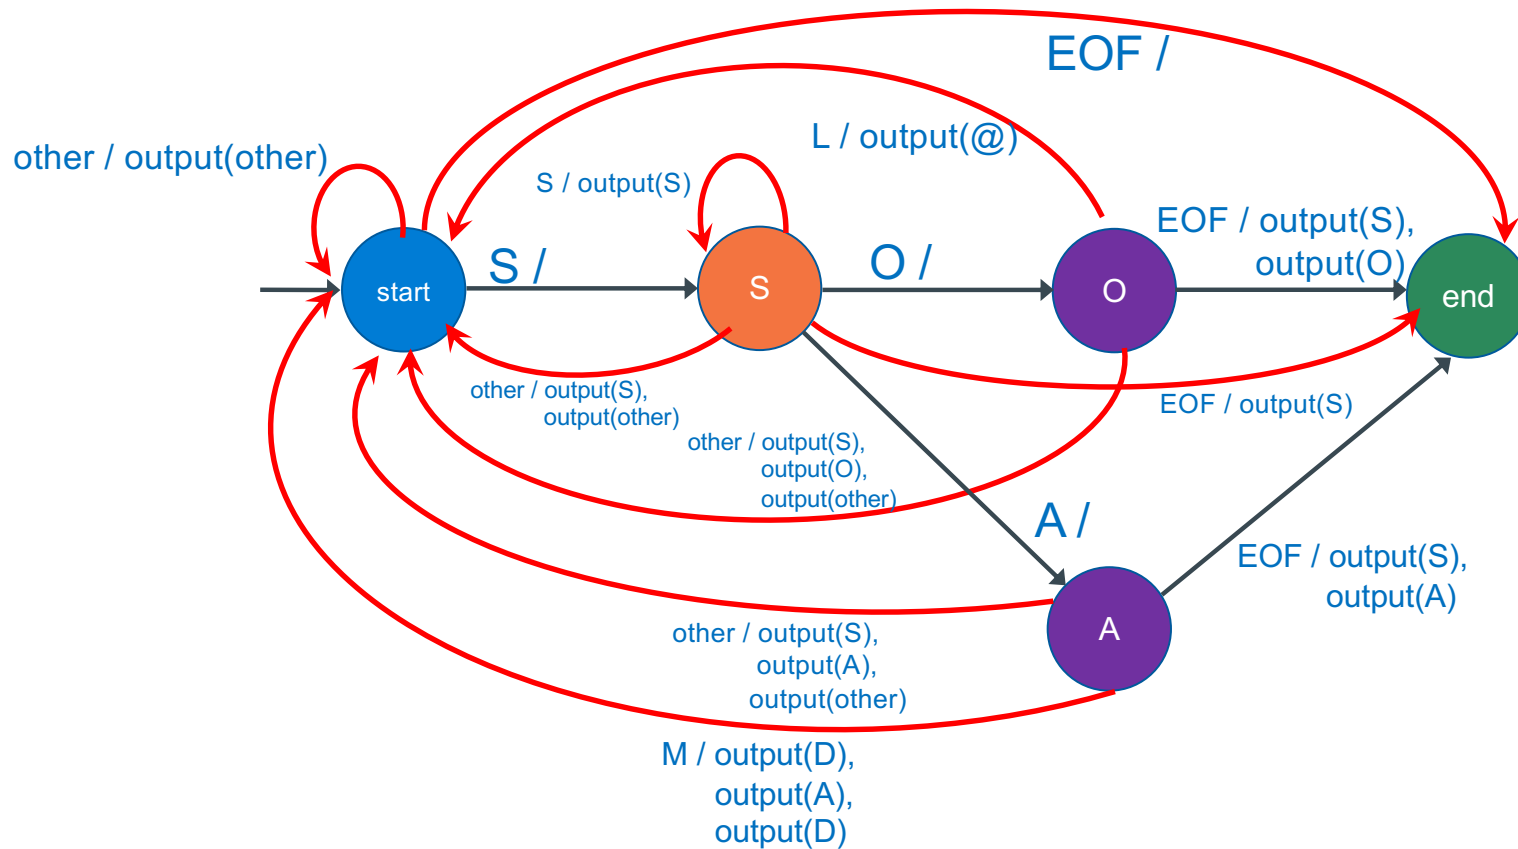 EOF /
L / output(@)
other / output(other)
S / output(S)
EOF / output(S),
output(O)
S /
O /
start
S
O
end
other / output(S),
output(other)
EOF / output(S)
other / output(S),
output(O),
output(other)
A /
EOF / output(S),
output(A)
A
other / output(S),
output(A),
output(other)
M / output(D),
output(A),
output(D)